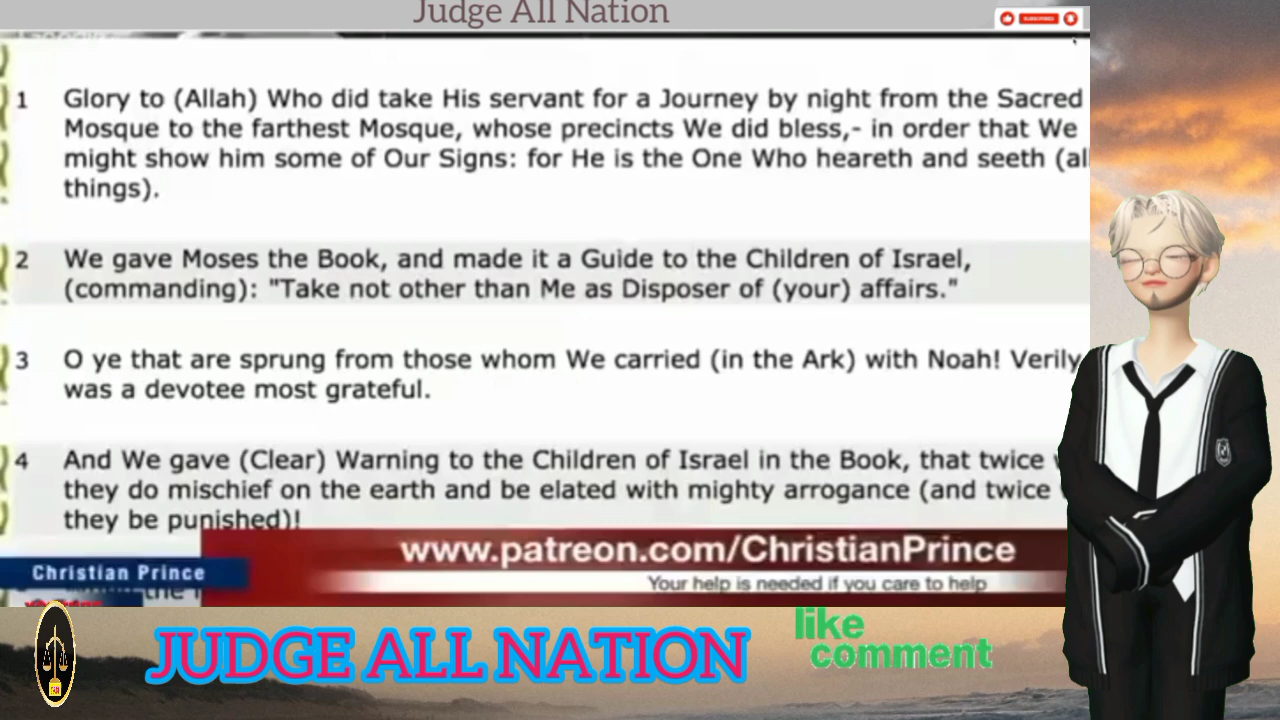 Judge All Nation
SUBSCRIBED
1 Glory to (Allah) Who did take His servant for a Journey by night from the Sacred
Mosque to the farthest Mosque, whose precincts We did bless,- in order that We
might show him some of Our Signs: for He is the One Who heareth and seeth (al
things).
2 We gave Moses the Book, and made it a Guide to the Children of Israel,
(commanding): "Take not other than Me as Disposer of (your) affairs."
3 O ye that are sprung from those whom We carried (in the Ark) with Noah! Verily
was a devotee most grateful.
4 And We gave (Clear) Warning to the Children of Israel in the Book, that twice
they do mischief on the earth and be elated with mighty arrogance (and twice
they be punished)!
www.patreon.com/ChristianPrince
Christian Prince
Your help is needed if you care to help
the
JUDGE ALL NATION
like
comment